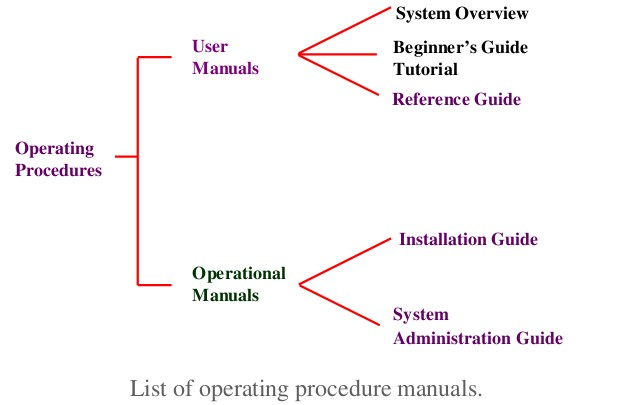 System Overview
User
Manuals
Beginner’s Guide
Tutorial
Reference Guide
Operating
Procedures
Installation Guide
Operational
Manuals
System
Administration Guide
List of operating procedure manuals.